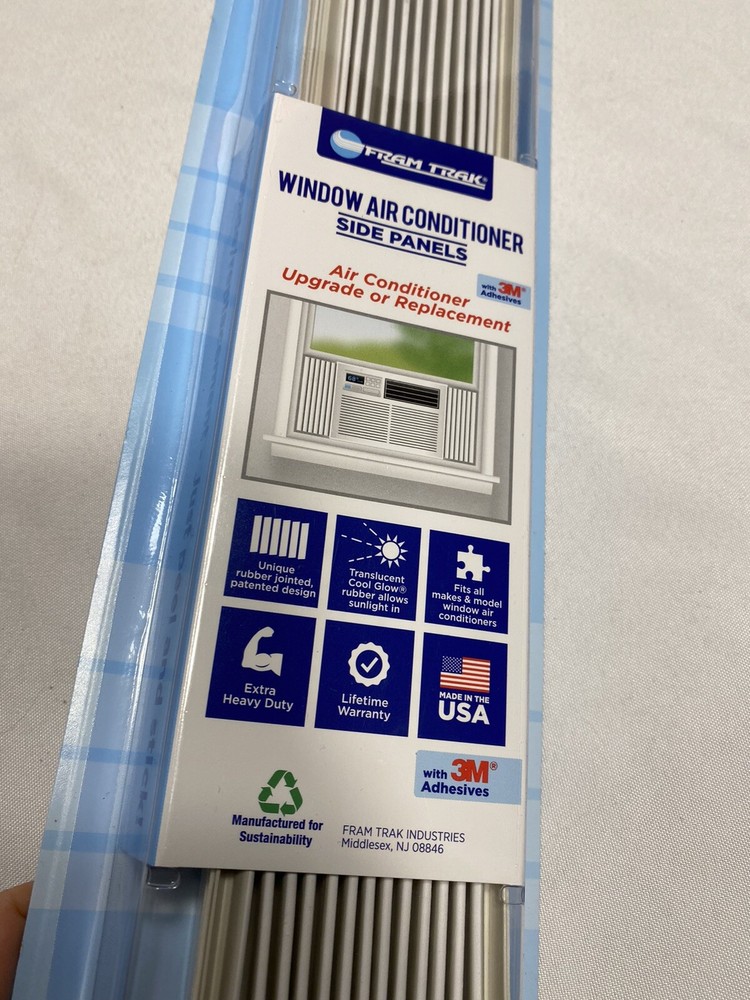 FRAM TRAK®
WINDOW AIR CONDITIONER
SIDE PANELS
Air Conditioner
Upgrade or Replacement
with 3M®
Adhesives
68°
Unique
rubber jointed,
patented design
Translucent
Cool Glow®
rubber allows
sunlight in
Fits all
makes & model
window air
conditioners
Extra
Heavy Duty
Lifetime
Warranty
MADE IN THE
USA
with 3M®
Adhesives
Manufactured for
Sustainability
FRAM TRAK INDUSTRIES
Middlesex, NJ 08846